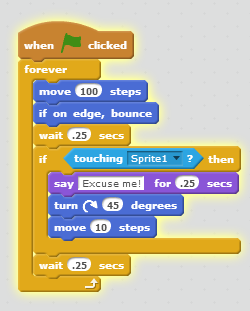 when clicked
forever
move 100 steps
if on edge, bounce
wait .25 secs
if touching Sprite1 ? then
say Excuse me! for .25 secs
turn 45 degrees
move 10 steps
wait .25 secs